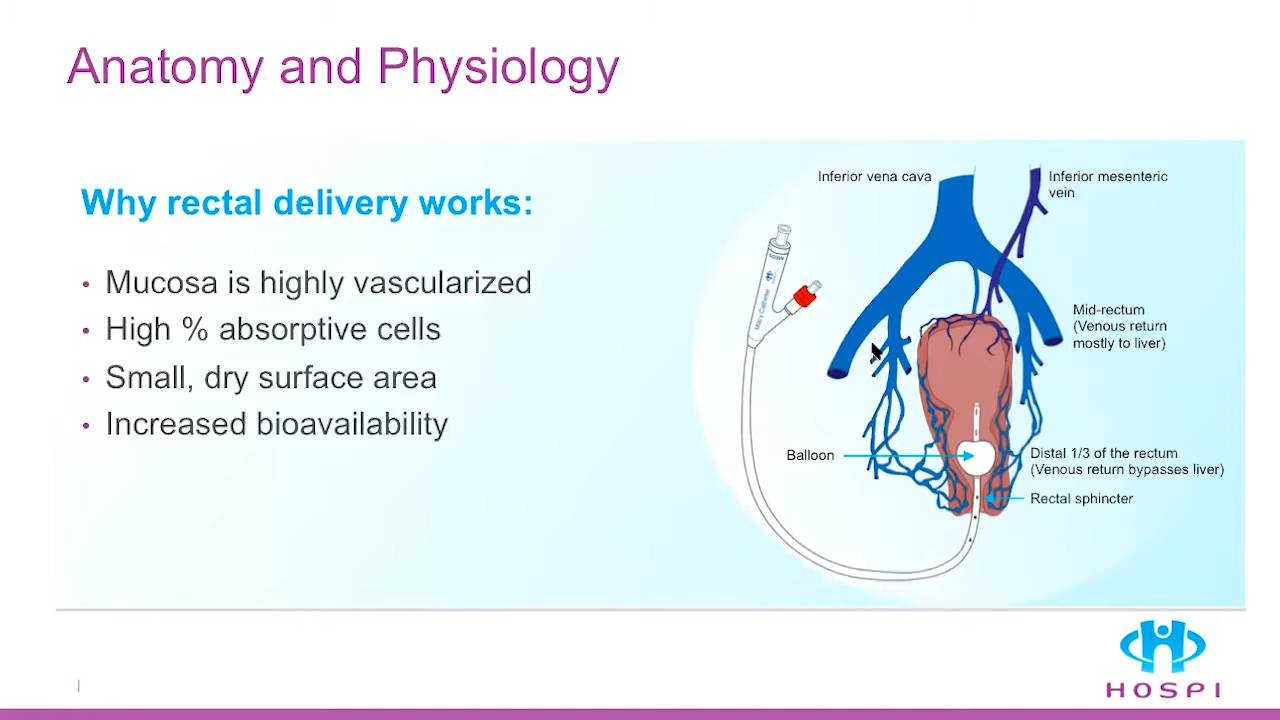 Anatomy and Physiology
Why rectal delivery works:
• Mucosa is highly vascularized
• High % absorptive cells
• Small, dry surface area
• Increased bioavailability
Inferior vena cava
Inferior mesenteric
vein
Macy Catheter
Mid-rectum
(Venous return
mostly to liver)
Balloon
Distal 1/3 of the rectum
(Venous return bypasses liver)
Rectal sphincter
HOSPI